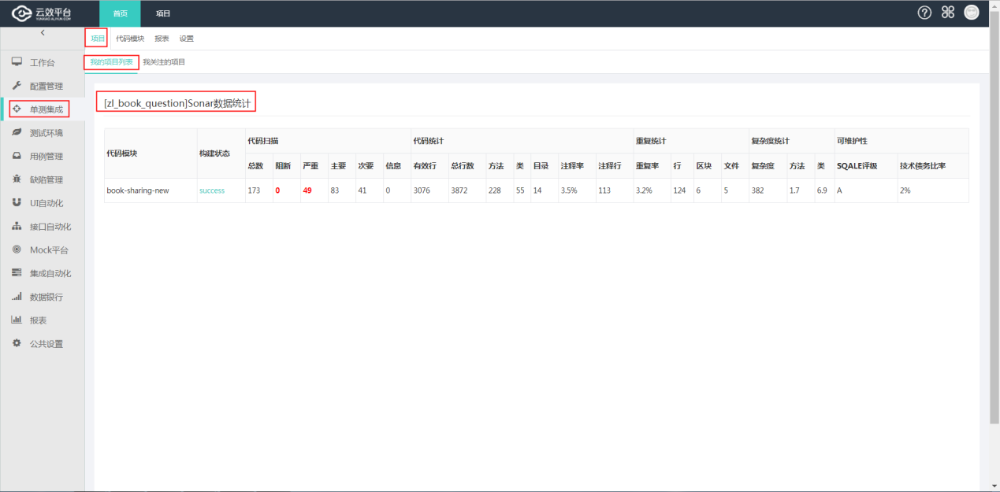 云效平台 首页 项目
YUNXIAO.ALIYUN.COM
项目 代码模块 报表 设置
我的项目列表 我关注的项目
工作台
配置管理
单测集成
测试环境
用例管理
缺陷管理
UI自动化
接口自动化
Mock平台
集成自动化
数据银行
报表
公共设置
[zl_book_question]Sonar数据统计
代码模块 构建状态 代码扫描 代码统计 重复统计 复杂度统计 可维护性
总数 阻断 严重 主要 次要 信息 有效行 总行数 方法 类 目录 注释率 注释行 重复率 行 区块 文件 复杂度 方法 类 SQALE评级 技术债务比率
book-sharing-new success 173 0 49 83 41 0 3076 3872 228 55 14 3.5% 113 3.2% 124 6 5 382 1.7 6.9 A 2%